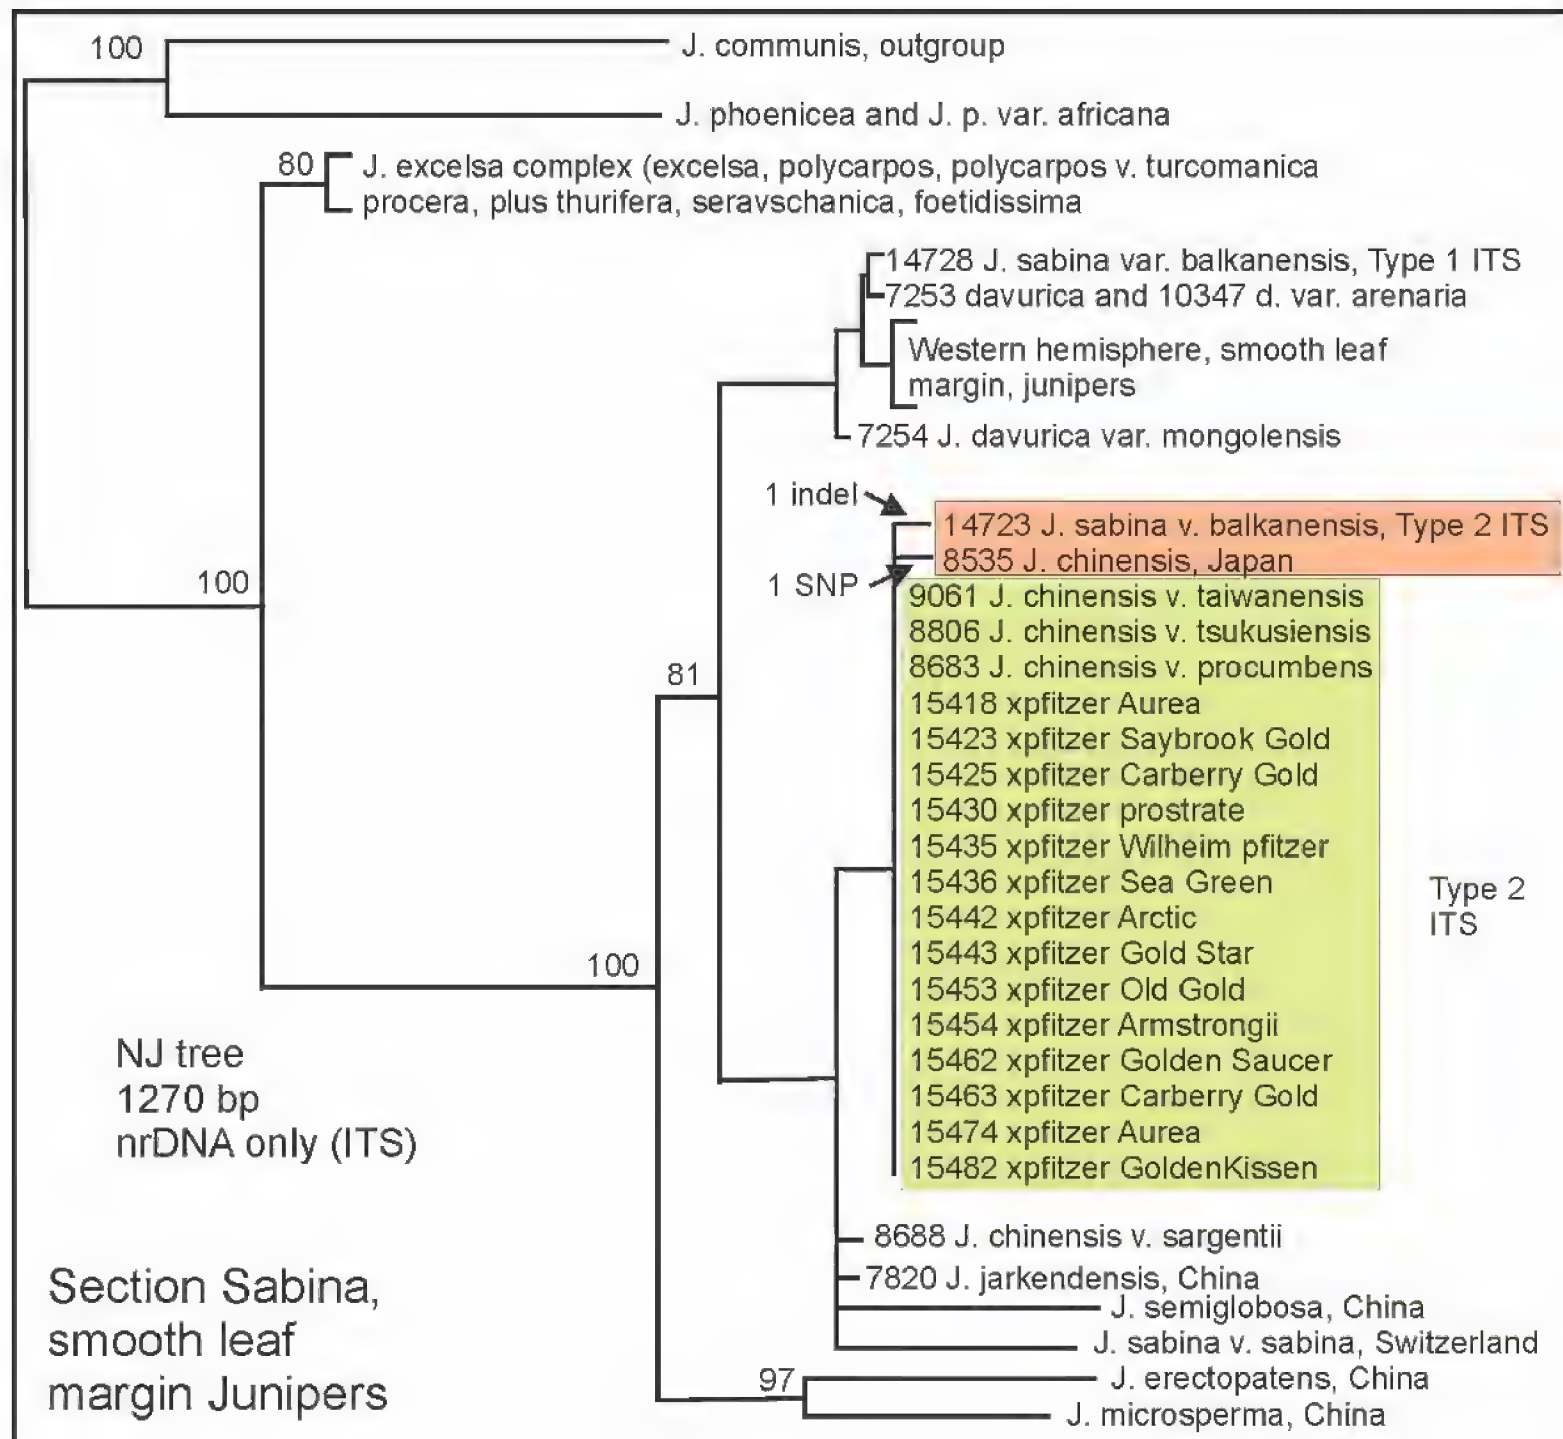 100
J. communis, outgroup
J. phoenicea and J. p. var. africana
80
J. excelsa complex (excelsa, polycarpos, polycarpos v. turcomanica
procera, plus thurifera, seravschanica, foetidissima
14728 J. sabina var. balkanensis, Type 1 ITS
7253 davurica and 10347 d. var. arenaria
Western hemisphere, smooth leaf
margin, junipers
7254 J. davurica var. mongolensis
1 indel
14723 J. sabina v. balkanensis, Type 2 ITS
8535 J. chinensis, Japan
100
1 SNP
9061 J. chinensis v. taiwanensis
8806 J. chinensis v. tsukusiensis
81
8683 J. chinensis v. procumbens
15418 xpfitzer Aurea
15423 xpfitzer Saybrook Gold
15425 xpfitzer Carberry Gold
15430 xpfitzer prostrate
15435 xpfitzer Wilheim pfitzer
15436 xpfitzer Sea Green
Type 2
ITS
15442 xpfitzer Arctic
15443 xpfitzer Gold Star
100
15453 xpfitzer Old Gold
15454 xpfitzer Armstrongii
15462 xpfitzer Golden Saucer
15463 xpfitzer Carberry Gold
15474 xpfitzer Aurea
15482 xpfitzer GoldenKissen
NJ tree
1270 bp
nrDNA only (ITS)
8688 J. chinensis v. sargentii
7820 J. jarkendensis, China
J. semiglobosa, China
J. sabina v. sabina, Switzerland
97
J. erectopatens, China
J. microsperma, China
Section Sabina,
smooth leaf
margin Junipers